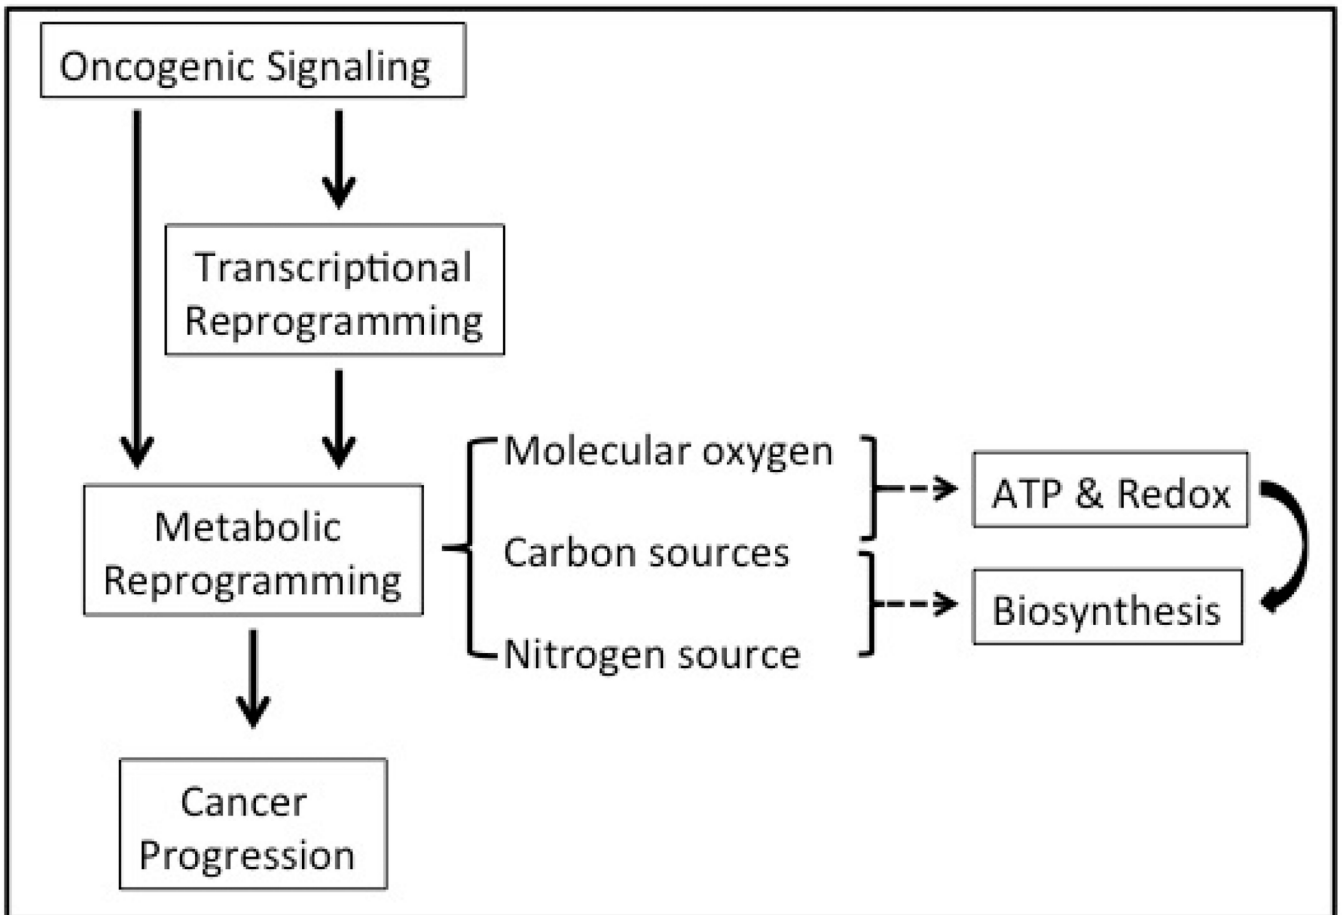 Oncogenic Signaling
Transcriptional
Reprogramming
Metabolic
Reprogramming
Molecular oxygen
Carbon sources
Nitrogen source
ATP & Redox
Biosynthesis
Cancer
Progression